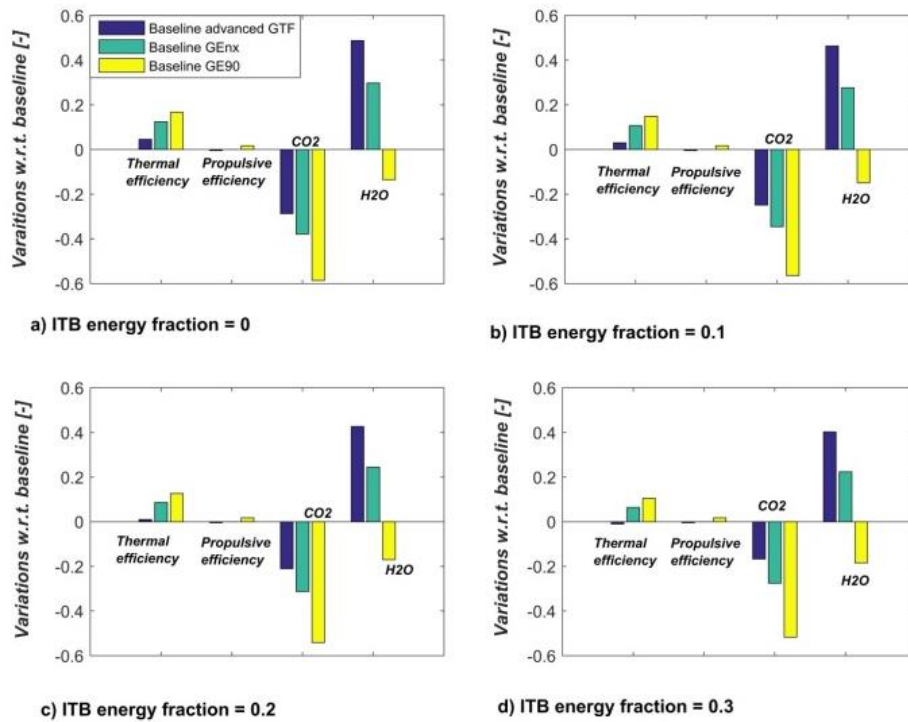 Varaitions w.r.t. baseline [-]
0.6
0.4
0.2
0
-0.2
-0.4
-0.6
Baseline advanced GTF
Baseline GEnx
Baseline GE90
Thermal
efficiency
Propulsive
efficiency
CO2
H2O
a) ITB energy fraction = 0
Variations w.r.t. baseline [-]
0.6
0.4
0.2
0
-0.2
-0.4
-0.6
Thermal
efficiency
Propulsive
efficiency
CO2
H2O
b) ITB energy fraction = 0.1
Variations w.r.t. baseline [-]
0.6
0.4
0.2
0
-0.2
-0.4
-0.6
Thermal
efficiency
Propulsive
efficiency
CO2
H2O
c) ITB energy fraction = 0.2
Variations w.r.t. baseline [-]
0.6
0.4
0.2
0
-0.2
-0.4
-0.6
Thermal
efficiency
Propulsive
efficiency
CO2
H2O
d) ITB energy fraction = 0.3